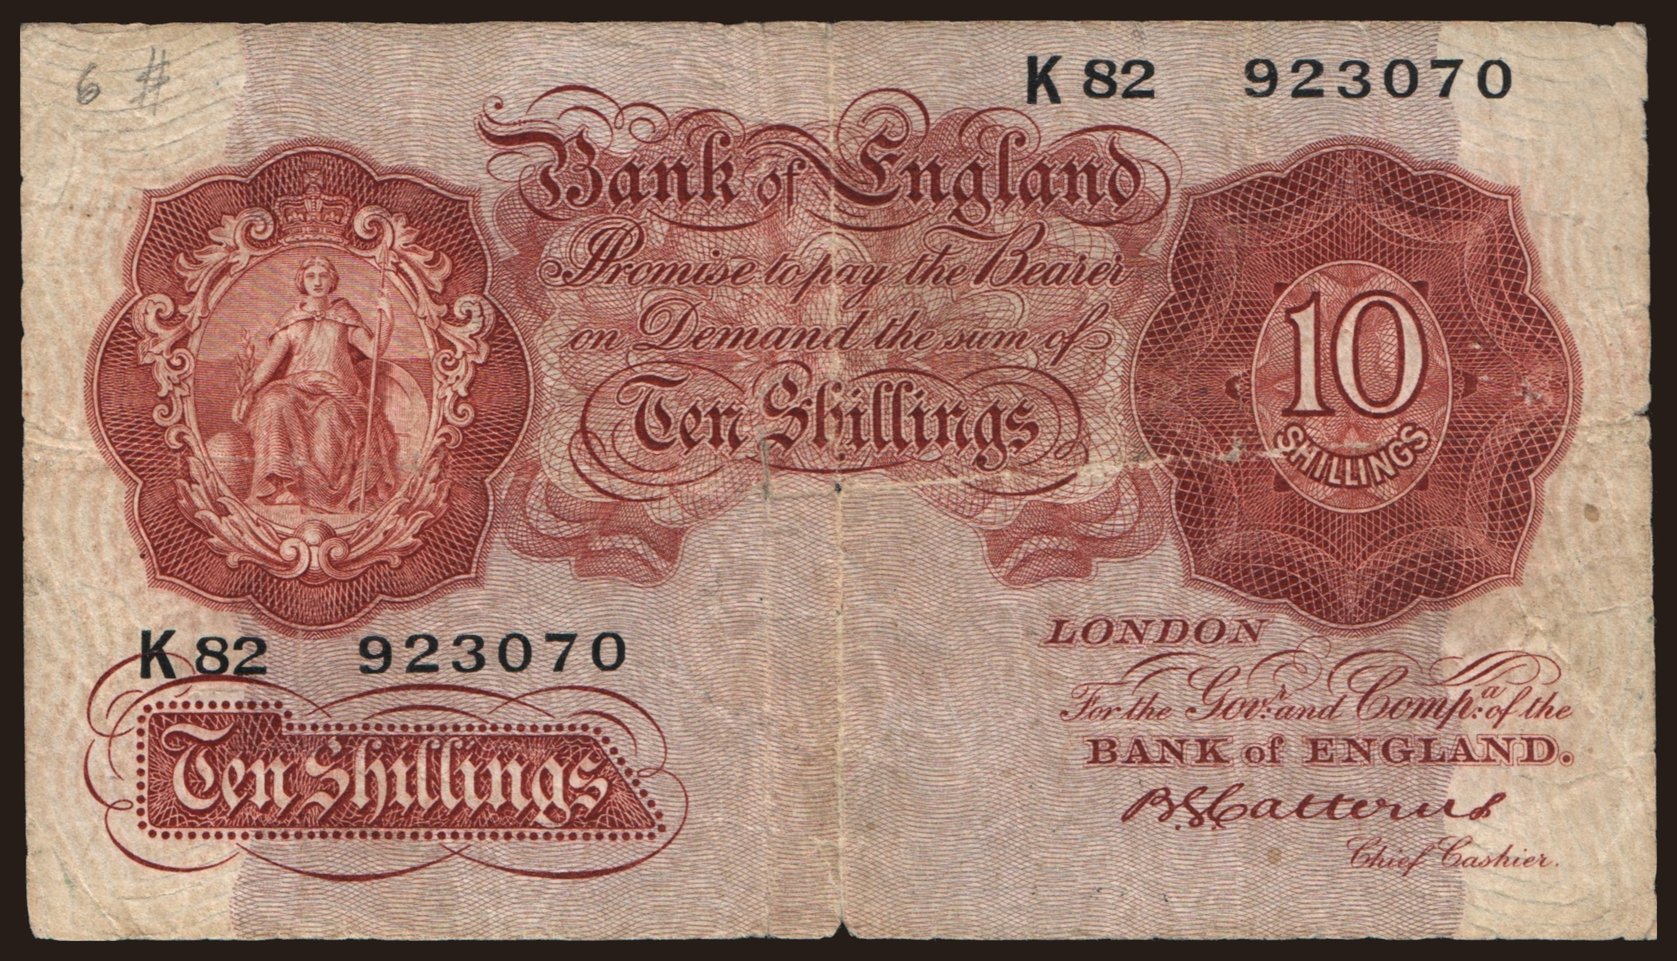 6 #
K 82 923070
Bank of England
Promise to pay the Bearer
on Demand the sum of
Ten Shillings
10
SHILLINGS
K 82 923070
Ten Shillings
LONDON
For the Govr. and Compa. of the
BANK of ENGLAND.
B.G. Catterns
Chief Cashier.